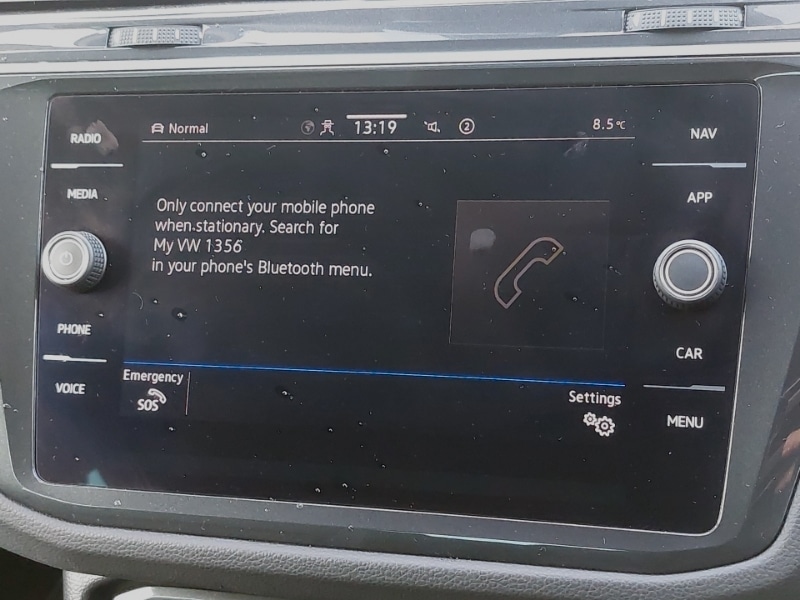 RADIO
MEDIA
PHONE
VOICE
Normal
13:19
2
8.5°C
Only connect your mobile phone
when stationary. Search for
My VW 1356
in your phone's Bluetooth menu.
Emergency
SOS
Settings
NAV
APP
CAR
MENU